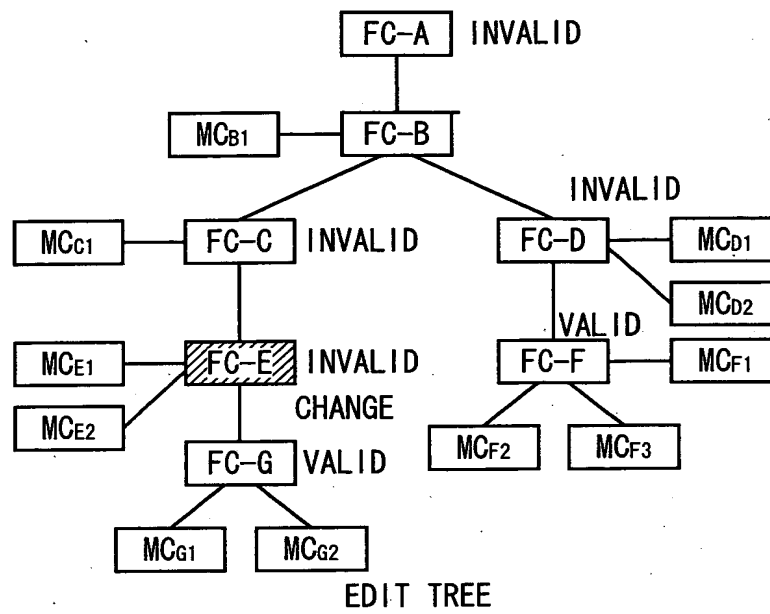 FC-A INVALID
MCB1 FC-B
INVALID
MCC1 FC-C INVALID FC-D MCD1
MCD2
VALID
MCE1 FC-E INVALID FC-F MCF1
CHANGE
MCE2
MCF2 MCF3
FC-G VALID
MCG1 MCG2
EDIT TREE